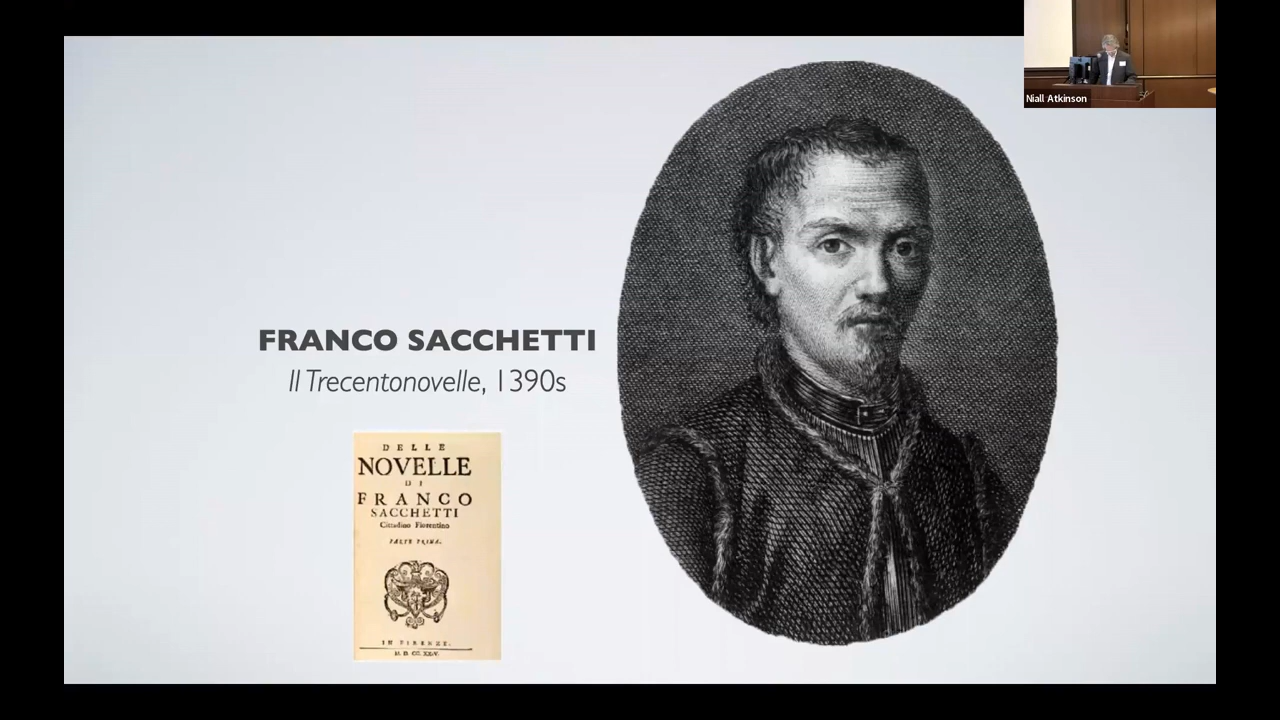 Niall Atkinson
FRANCO SACCHETTI
Il Trecentonovelle, 1390s
DELLE
NOVELLE
DI
FRANCO
SACCHETTI
Cittadino Fiorentino
PARTE PRIMA.
IN FIRENZE.